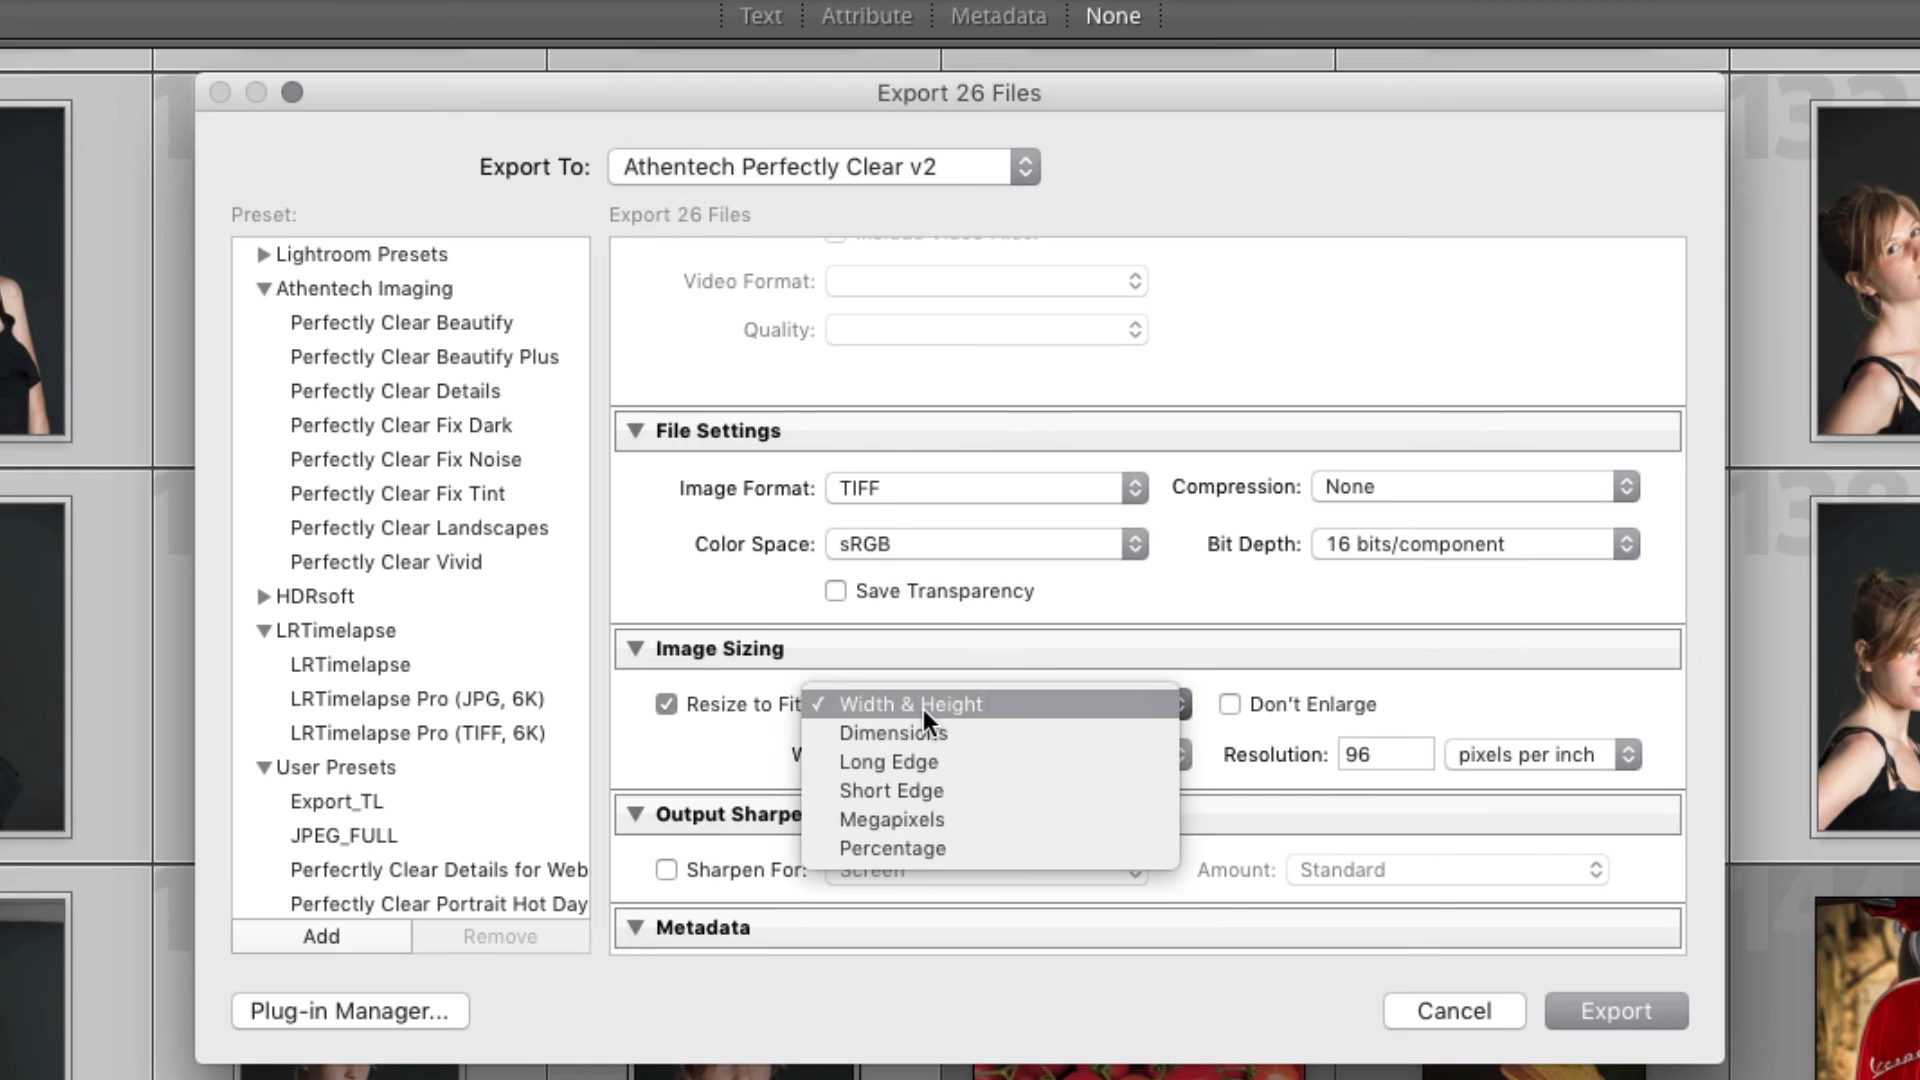 Text Attribute Metadata None
Export 26 Files
Export To: Athentech Perfectly Clear v2
Preset:
Export 26 Files
Lightroom Presets
Athentech Imaging
Perfectly Clear Beautify
Perfectly Clear Beautify Plus
Perfectly Clear Details
Perfectly Clear Fix Dark
Perfectly Clear Fix Noise
Perfectly Clear Fix Tint
Perfectly Clear Landscapes
Perfectly Clear Vivid
HDRsoft
LRTimelapse
LRTimelapse
LRTimelapse Pro (JPG, 6K)
LRTimelapse Pro (TIFF, 6K)
User Presets
Export_TL
JPEG_FULL
Perfecrtly Clear Details for Web
Perfectly Clear Portrait Hot Day
Add Remove
Video Format:
Quality:
File Settings
Image Format: TIFF Compression: None
Color Space: sRGB Bit Depth: 16 bits/component
Save Transparency
Image Sizing
Resize to Fit ✓ Width & Height Don't Enlarge
Dimensions
Long Edge
Short Edge
Megapixels
Percentage
Resolution: 96 pixels per inch
Output Sharpe
Sharpen For: Screen Amount: Standard
Metadata
Plug-in Manager... Cancel Export